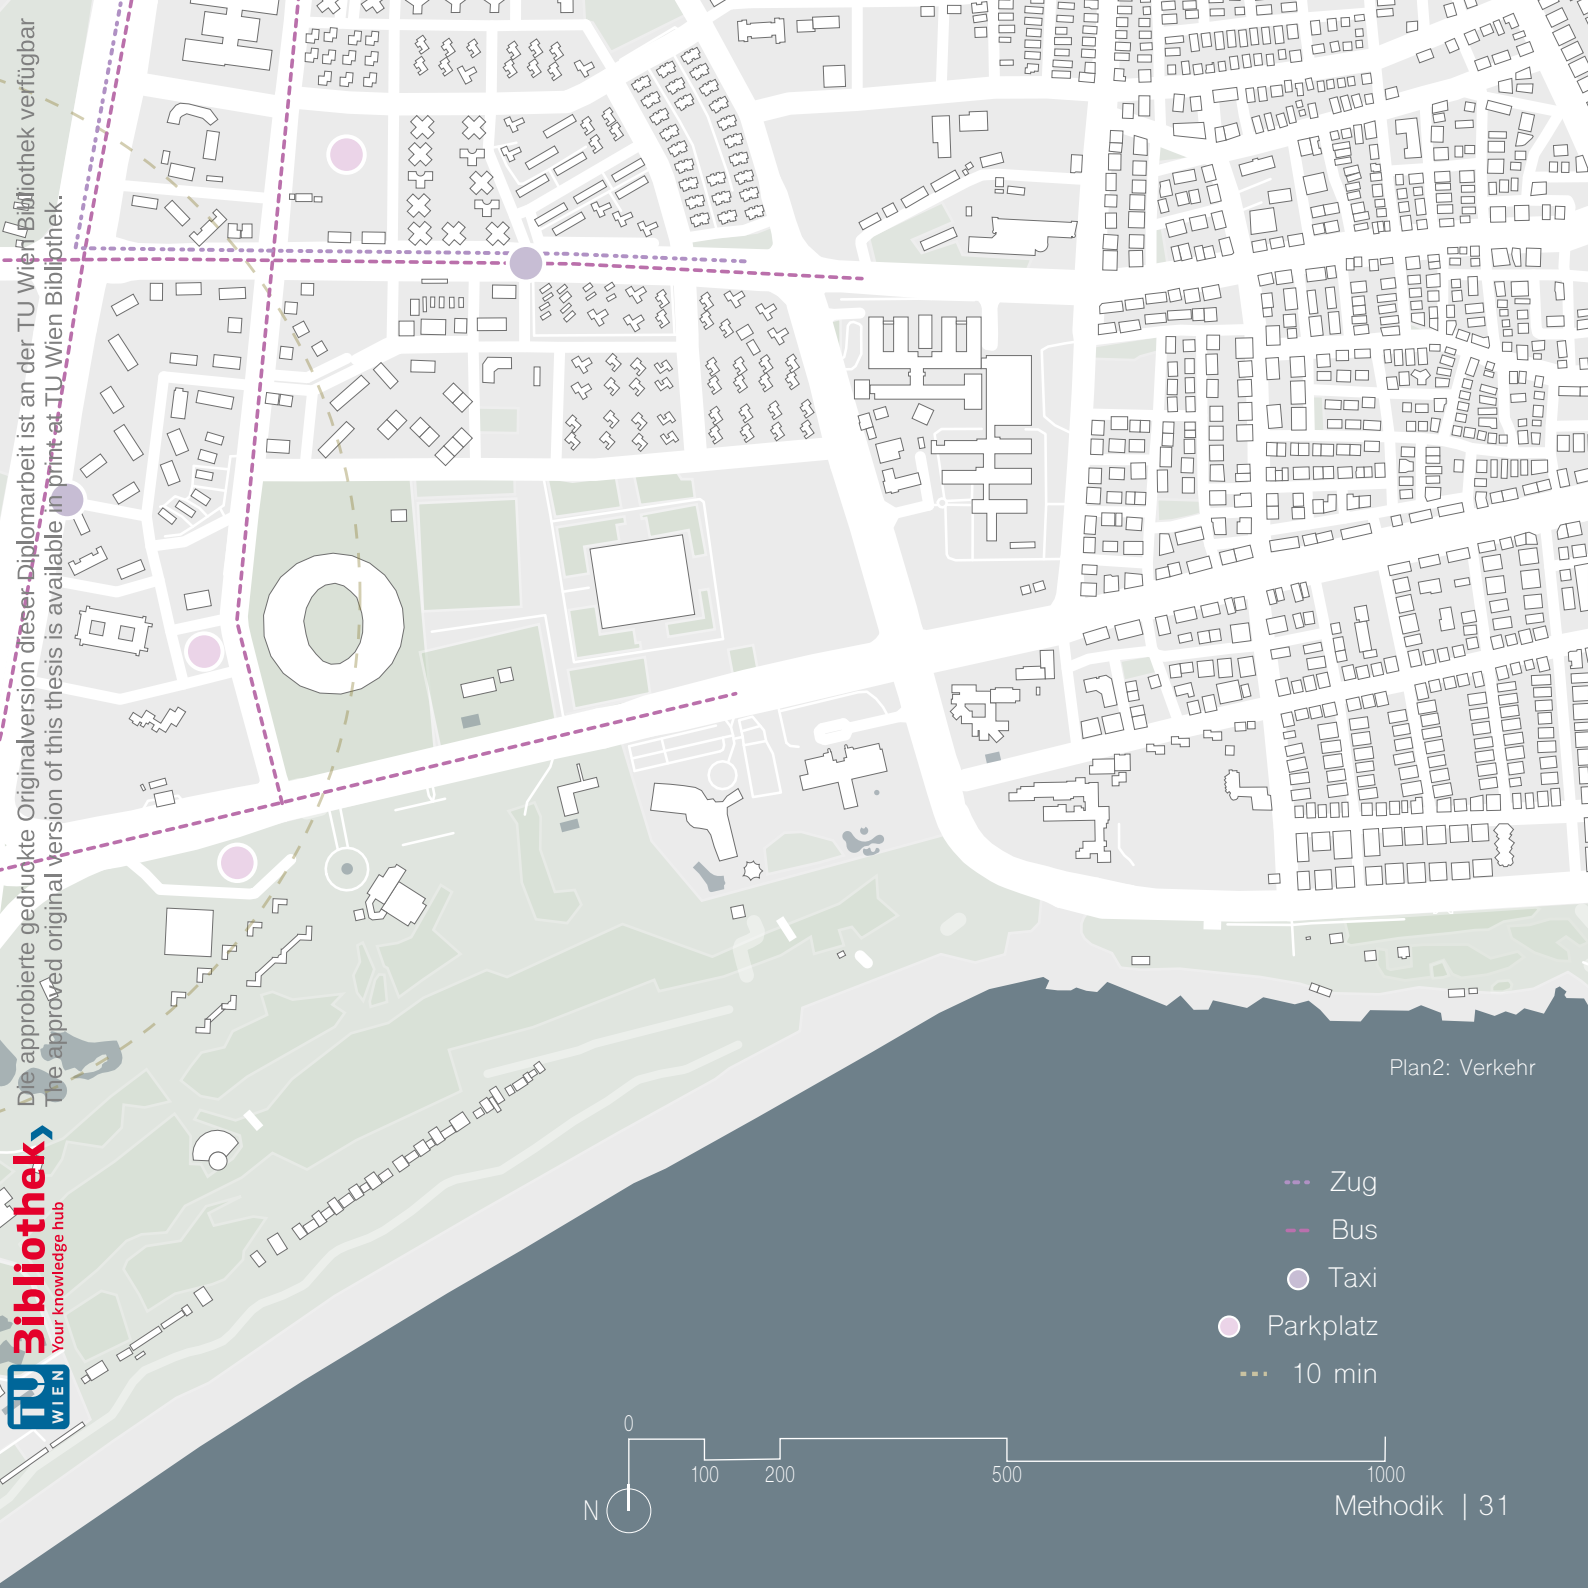 Die approbierte gedruckte Originalversion dieser Diplomarbeit ist an der TU Wien Bibliothek verfügbar
The approved original version of this thesis is available in print at TU Wien Bibliothek.
Bibliothek
Your knowledge hub
TU
WIEN
Plan2: Verkehr
Zug
Bus
Taxi
Parkplatz
10 min
0
100 200 500 1000
N
Methodik | 31